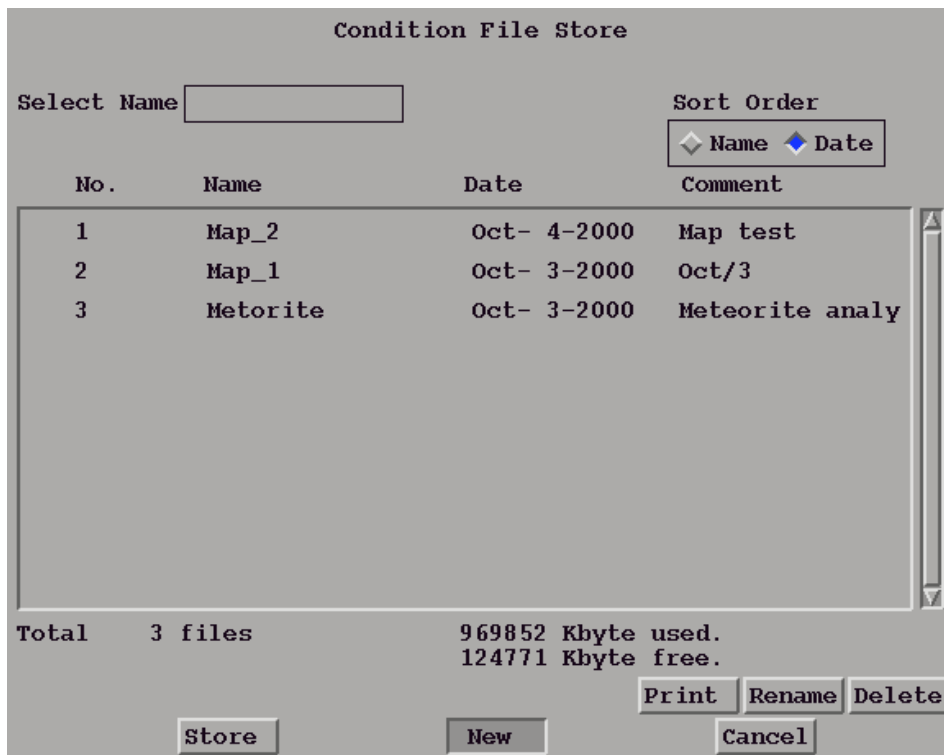 Condition File Store
Select Name
Sort Order
Name Date
No. Name Date Comment
1 Map_2 Oct- 4-2000 Map test
2 Map_1 Oct- 3-2000 Oct/3
3 Metorite Oct- 3-2000 Meteorite analy
Total 3 files 969852 Kbyte used.
124771 Kbyte free.
Print Rename Delete
Store New Cancel